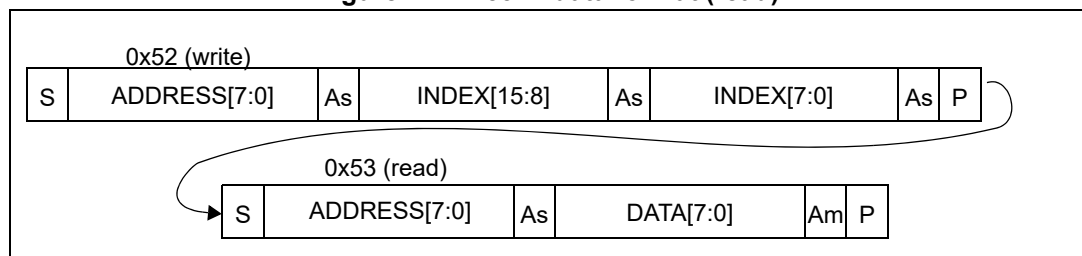 0x52 (write)
S ADDRESS[7:0] As INDEX[15:8] As INDEX[7:0] As P
0x53 (read)
S ADDRESS[7:0] As DATA[7:0] Am P